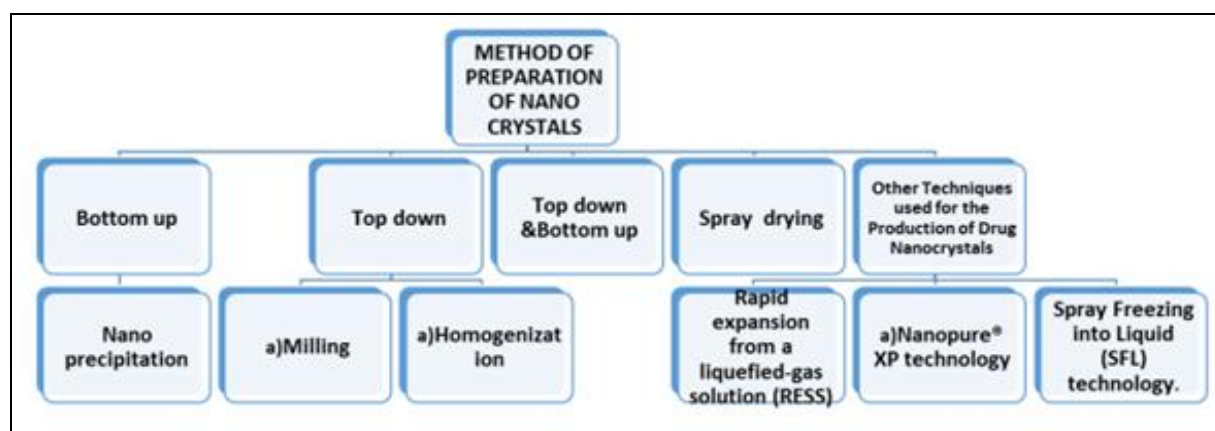 METHOD OF
PREPARATION
OF NANO
CRYSTALS
Bottom up
Top down
Top down
&Bottom up
Spray drying
Other Techniques
used for the
Production of Drug
Nanocrystals
Nano
precipitation
a)Milling
a)Homogenizat
ion
Rapid
expansion
from a
liquefied-gas
solution (RESS)
a)Nanopure®
XP technology
Spray Freezing
into Liquid
(SFL)
technology.